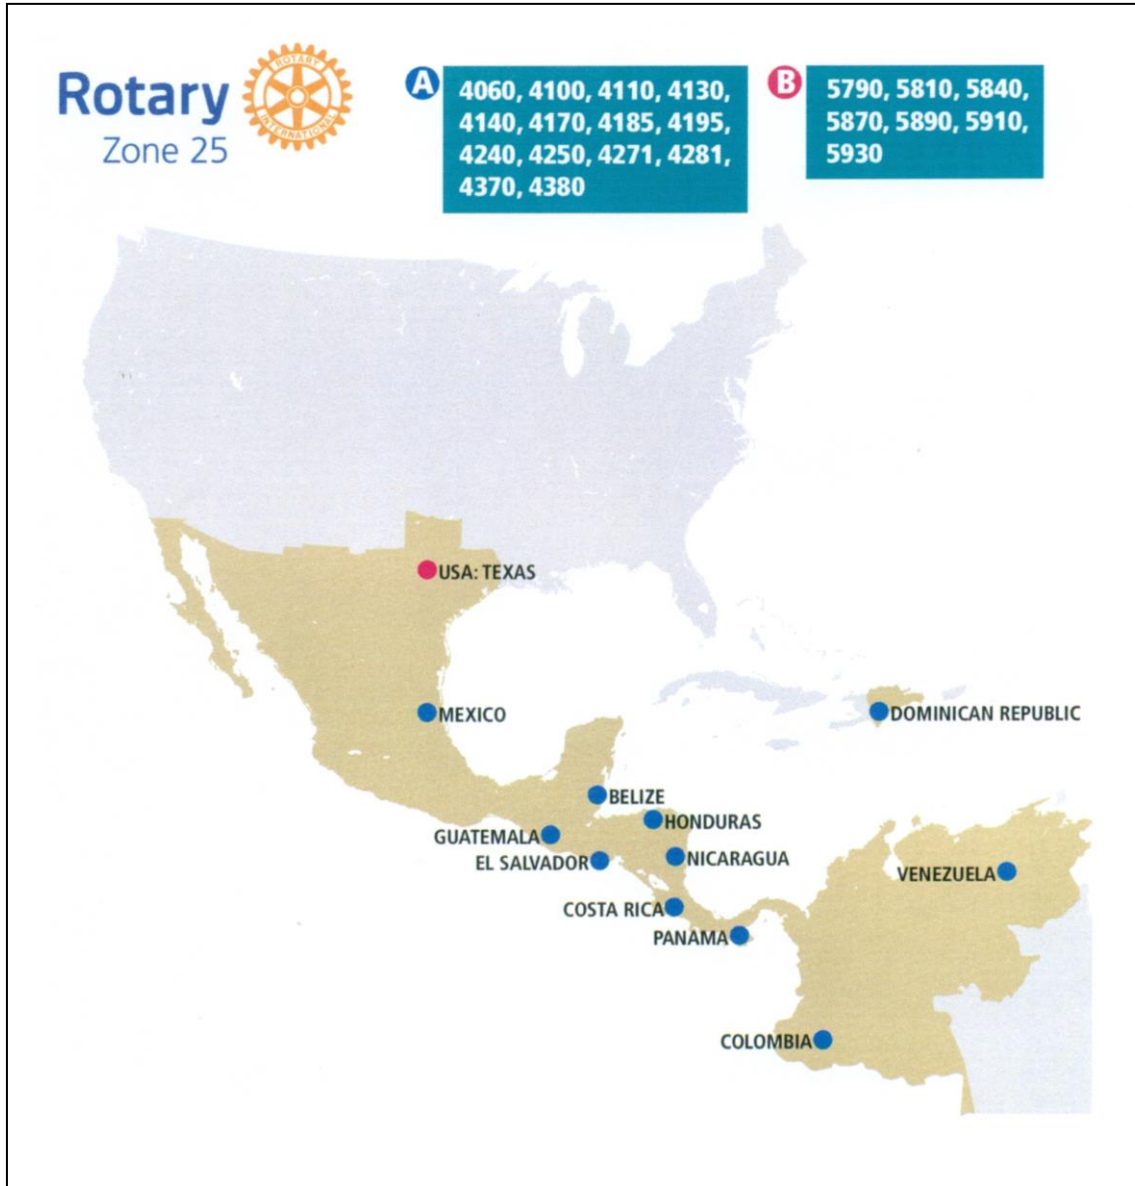 Rotary
Zone 25
ROTARY
INTERNATIONAL
A
4060, 4100, 4110, 4130,
4140, 4170, 4185, 4195,
4240, 4250, 4271, 4281,
4370, 4380
B
5790, 5810, 5840,
5870, 5890, 5910,
5930
USA: TEXAS
MEXICO
DOMINICAN REPUBLIC
BELIZE
HONDURAS
GUATEMALA
EL SALVADOR
NICARAGUA
VENEZUELA
COSTA RICA
PANAMA
COLOMBIA